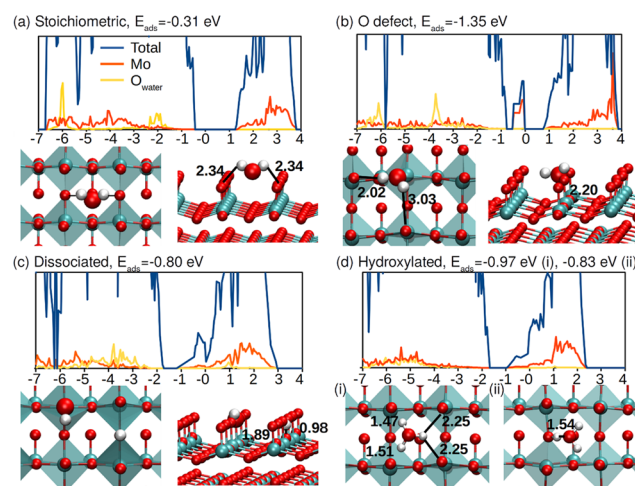 (a) Stoichiometric, Eads=-0.31 eV
Total
Mo
Owater
-7 -6 -5 -4 -3 -2 -1 -0 1 2 3 4
2.34
2.34
(b) O defect, Eads=-1.35 eV
-7 -6 -5 -4 -3 -2 -1 -0 1 2 3 4
2.02
3.03
2.20
(c) Dissociated, Eads=-0.80 eV
-7 -6 -5 -4 -3 -2 -1 -0 1 2 3 4
1.89
0.98
(d) Hydroxylated, Eads=-0.97 eV (i), -0.83 eV (ii)
-7 -6 -5 -4 -3 -2 -1 -0 1 2 3 4
(i)
1.47
2.25
1.51
2.25
(ii)
1.54